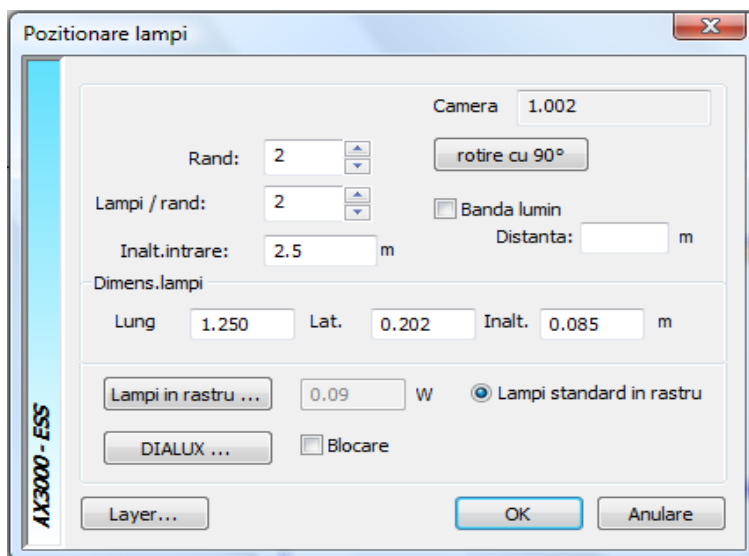 Pozitionare lampi
Camera 1.002
Rand: 2
rotire cu 90°
Lampi / rand: 2
Banda lumin
Distanta: m
Inalt.intrare: 2.5 m
Dimens.lampi
Lung 1.250 Lat. 0.202 Inalt. 0.085 m
Lampi in rastru ... 0.09 W Lampi standard in rastru
DIALUX ... Blocare
Layer... OK Anulare
AX3000 - ESS